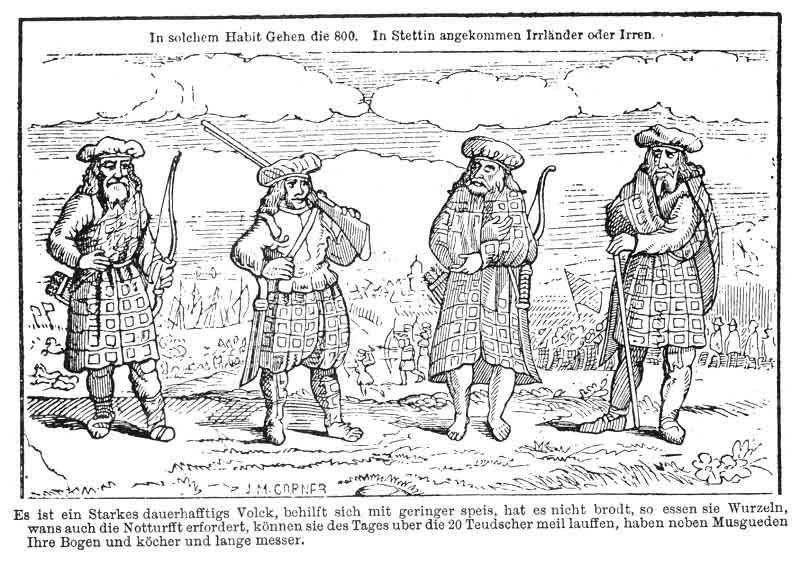 In solchem Habit Gehen die 800. In Stettin angekommen Irrländer oder Irren.
J. M. CORNER
Es ist ein Starkes dauerhafftigs Volck, behilft sich mit geringer speis, hat es nicht brodt, so essen sie Wurzeln,
wans auch die Notturfft erfordert, können sie des Tages uber die 20 Teudscher meil lauffen, haben neben Musgueden
Ihre Bogen und köcher und lange messer.